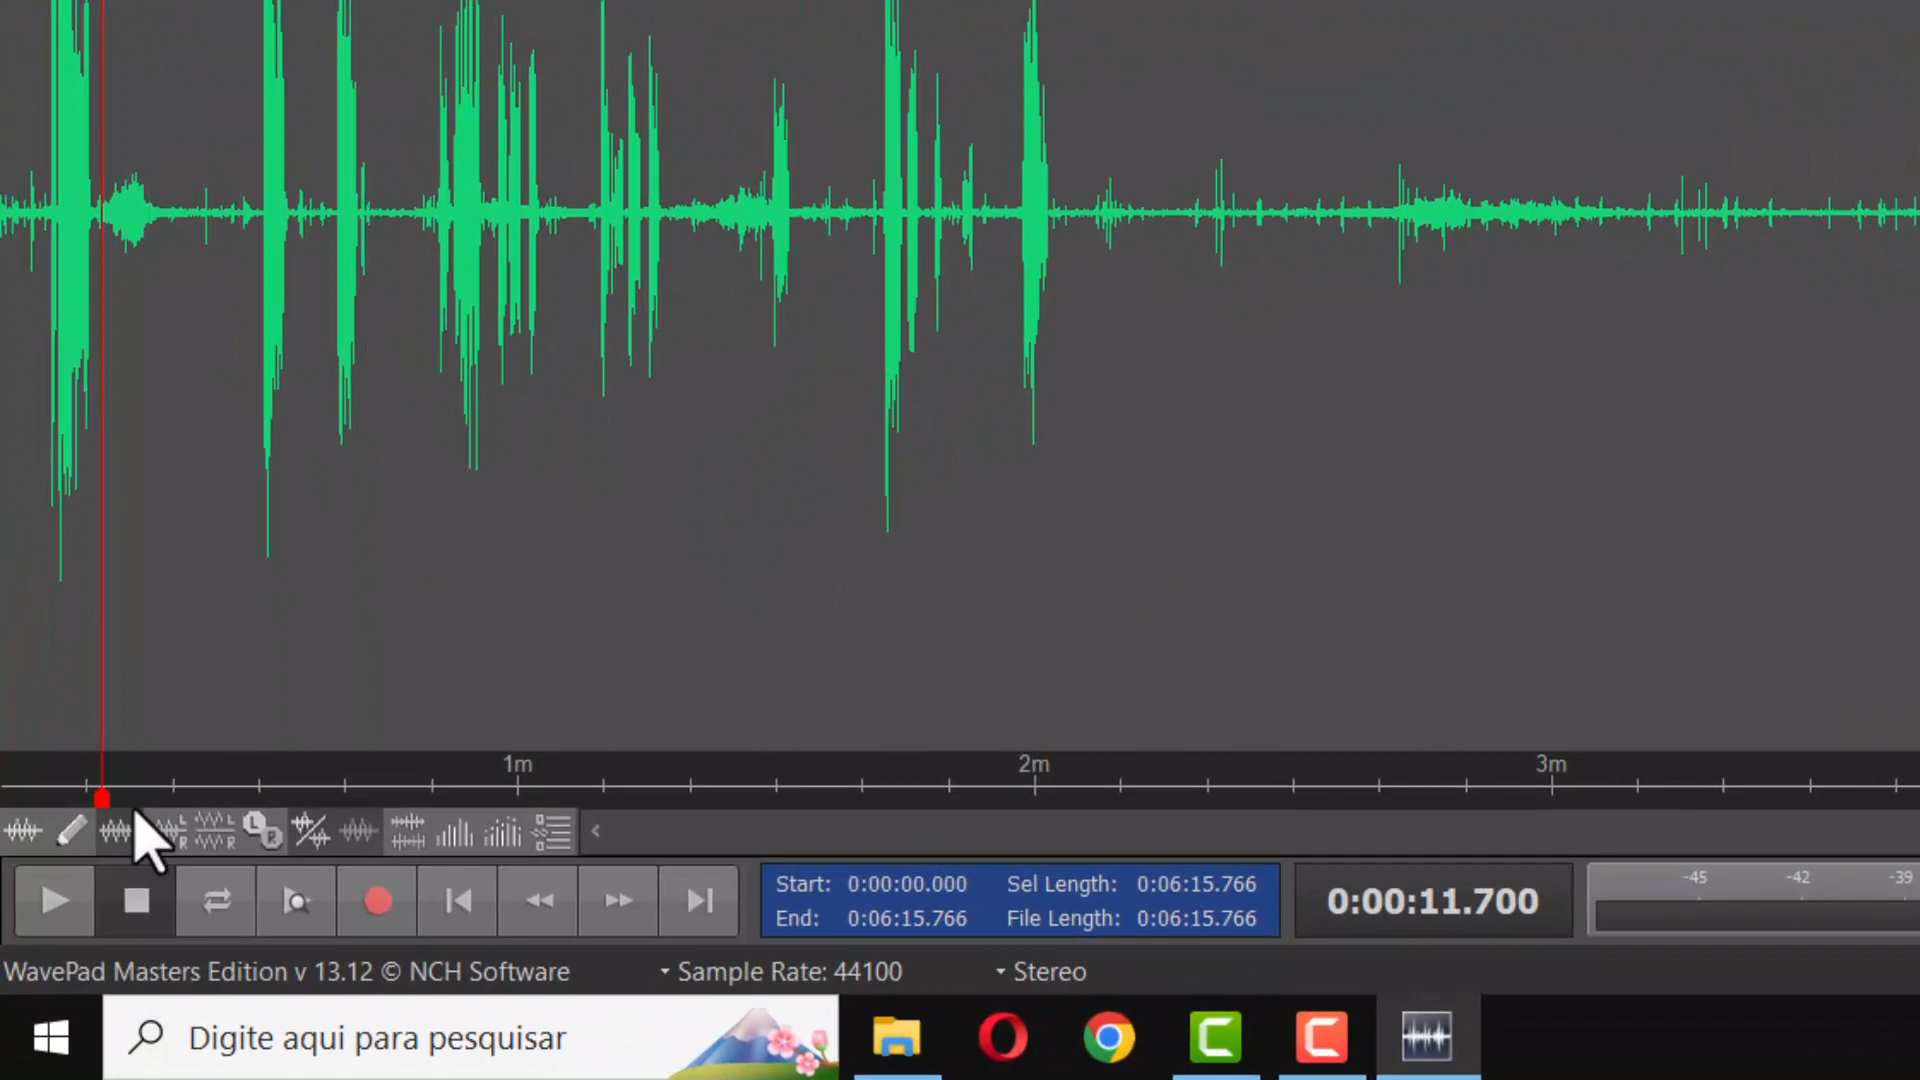 1m 2m 3m
Start: 0:00:00.000 Sel Length: 0:06:15.766
End: 0:06:15.766 File Length: 0:06:15.766
0:00:11.700
-45 -42 -39
WavePad Masters Edition v 13.12 © NCH Software
Sample Rate: 44100
Stereo
Digite aqui para pesquisar